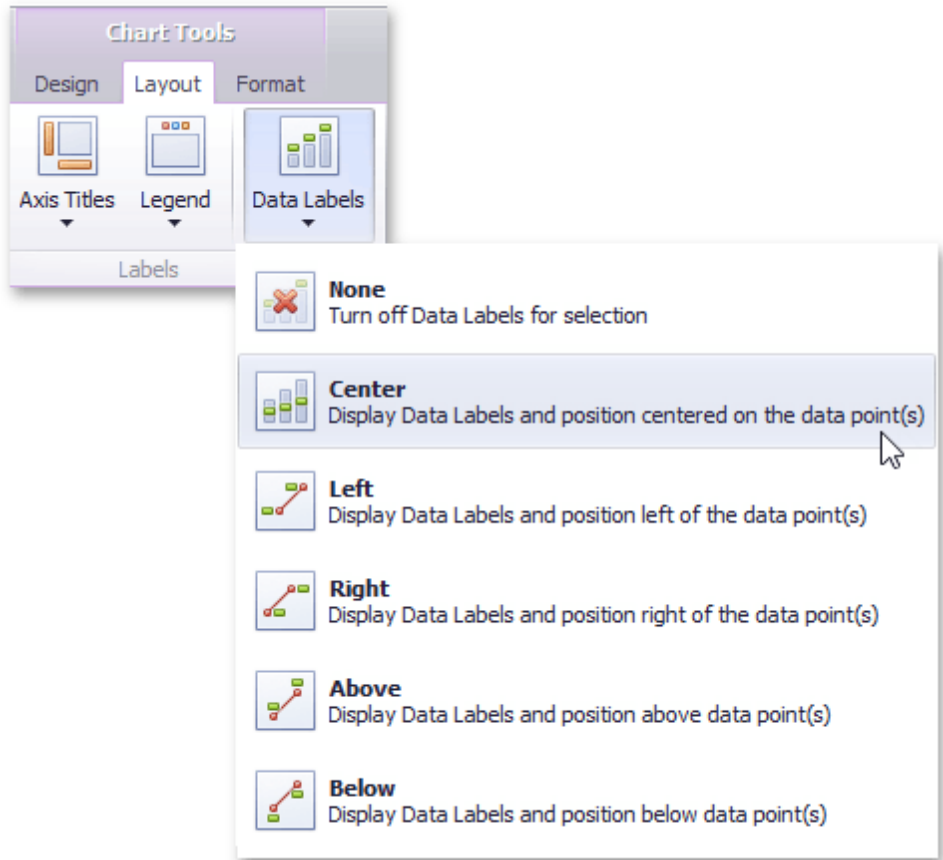 Chart Tools
Design Layout Format
Axis Titles Legend Data Labels
Labels
None
Turn off Data Labels for selection
Center
Display Data Labels and position centered on the data point(s)
Left
Display Data Labels and position left of the data point(s)
Right
Display Data Labels and position right of the data point(s)
Above
Display Data Labels and position above data point(s)
Below
Display Data Labels and position below data point(s)